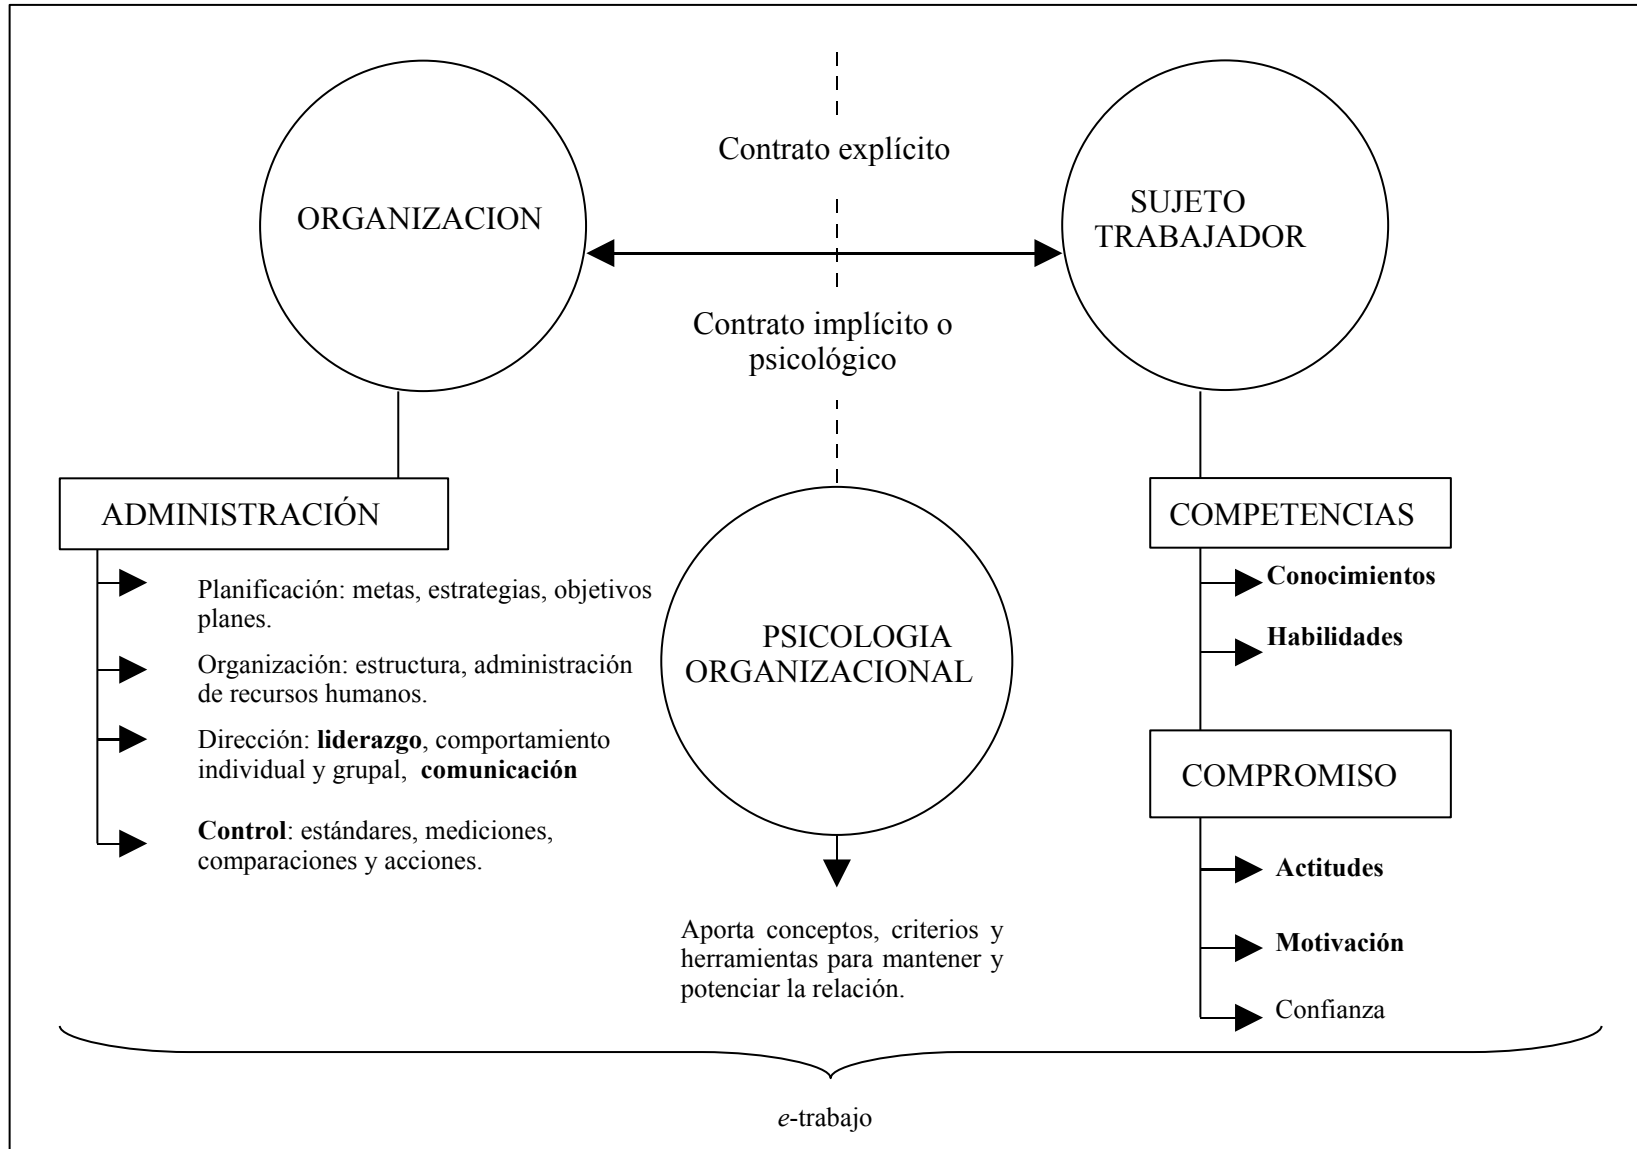 Contrato explícito
ORGANIZACION
SUJETO
TRABAJADOR
Contrato implícito o
psicológico
ADMINISTRACIÓN
Planificación: metas, estrategias, objetivos
planes.
Organización: estructura, administración
de recursos humanos.
Dirección: liderazgo, comportamiento
individual y grupal, comunicación
Control: estándares, mediciones,
comparaciones y acciones.
PSICOLOGIA
ORGANIZACIONAL
Aporta conceptos, criterios y
herramientas para mantener y
potenciar la relación.
COMPETENCIAS
Conocimientos
Habilidades
COMPROMISO
Actitudes
Motivación
Confianza
e-trabajo